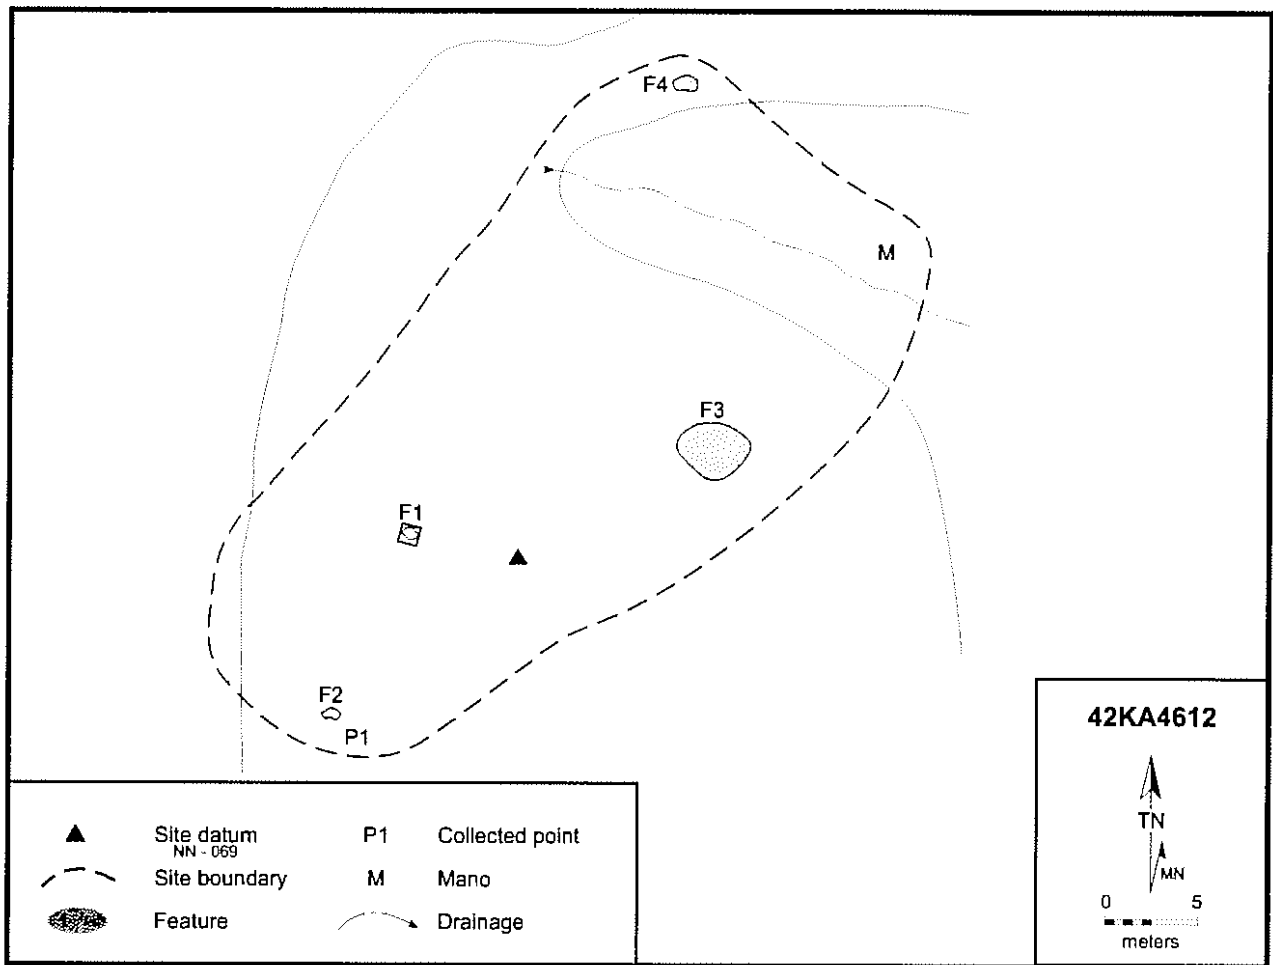 F4
M
F3
F1
F2
P1
42KA4612
TN
MN
0 5
meters
Site datum
NN - 069
Site boundary
Feature
P1 Collected point
M Mano
Drainage